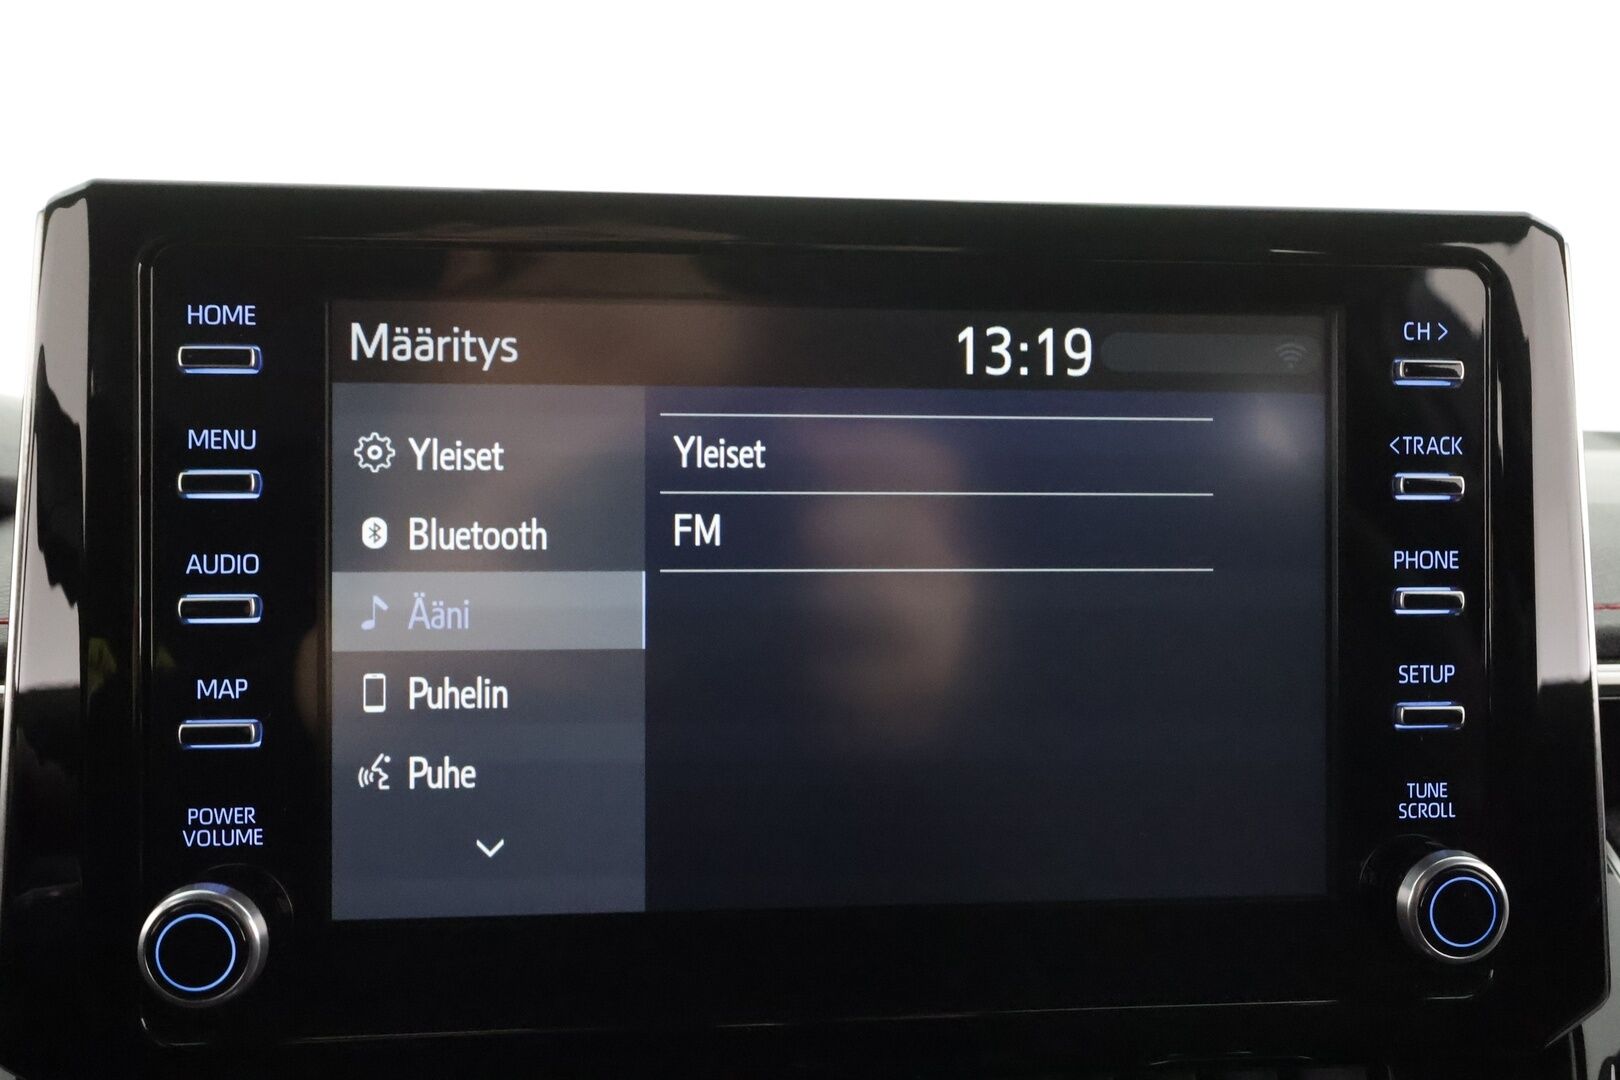 HOME
MENU
AUDIO
MAP
POWER
VOLUME
Määritys
13:19
Yleiset
Bluetooth
Ääni
Puhelin
Puhe
Yleiset
FM
CH >
<TRACK
PHONE
SETUP
TUNE
SCROLL